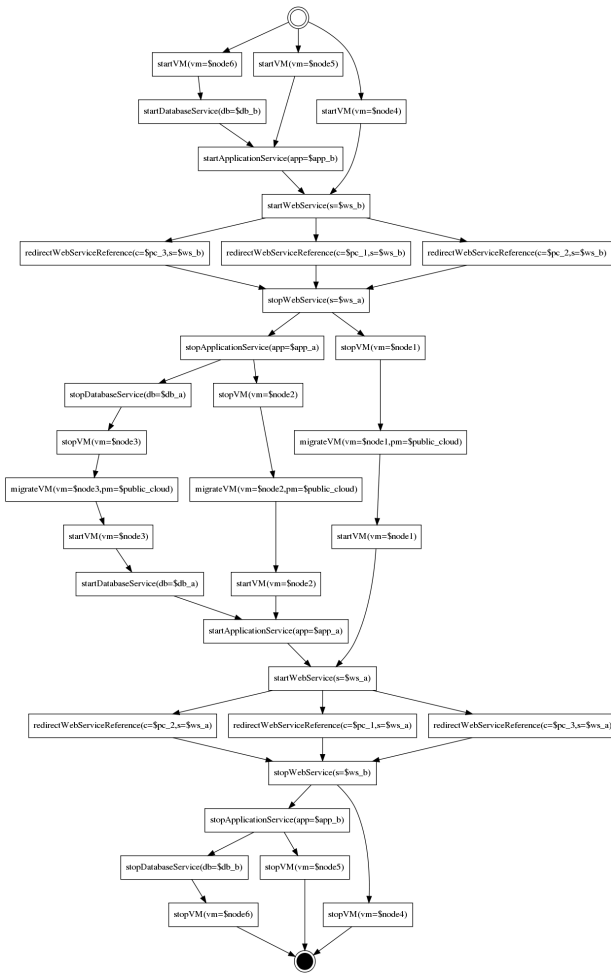 startVM(vm=$node6)
startVM(vm=$node5)
startDatabaseService(db=$db_b)
startVM(vm=$node4)
startApplicationService(app=$app_b)
startWebService(s=$ws_b)
redirectWebServiceReference(c=$pc_3,s=$ws_b)
redirectWebServiceReference(c=$pc_1,s=$ws_b)
redirectWebServiceReference(c=$pc_2,s=$ws_b)
stopWebService(s=$ws_a)
stopApplicationService(app=$app_a)
stopVM(vm=$node1)
stopDatabaseService(db=$db_a)
stopVM(vm=$node2)
stopVM(vm=$node3)
migrateVM(vm=$node1,pm=$public_cloud)
migrateVM(vm=$node3,pm=$public_cloud)
migrateVM(vm=$node2,pm=$public_cloud)
startVM(vm=$node3)
startVM(vm=$node1)
startDatabaseService(db=$db_a)
startVM(vm=$node2)
startApplicationService(app=$app_a)
startWebService(s=$ws_a)
redirectWebServiceReference(c=$pc_2,s=$ws_a)
redirectWebServiceReference(c=$pc_1,s=$ws_a)
redirectWebServiceReference(c=$pc_3,s=$ws_a)
stopWebService(s=$ws_b)
stopApplicationService(app=$app_b)
stopDatabaseService(db=$db_b)
stopVM(vm=$node5)
stopVM(vm=$node6)
stopVM(vm=$node4)